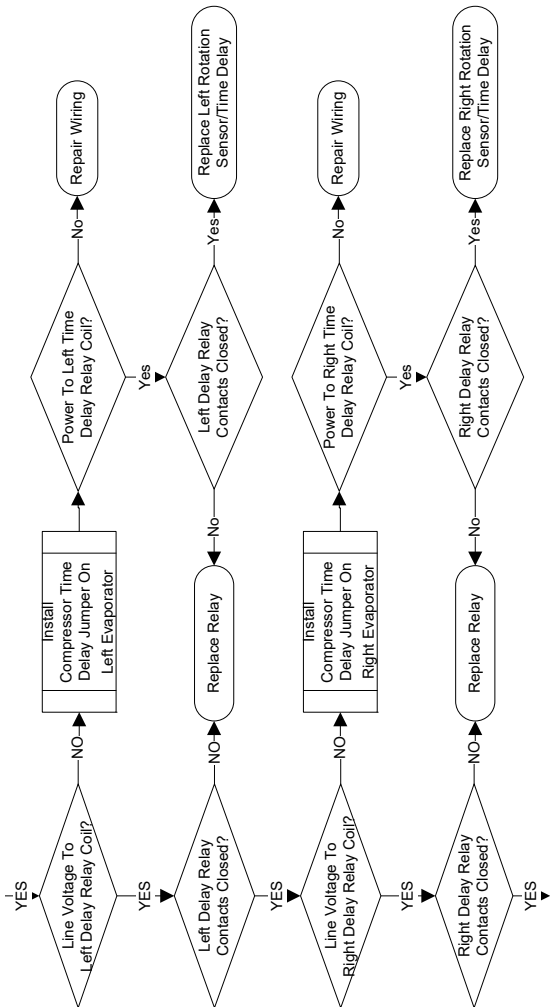 YES
Line Voltage To
Left Delay Relay Coil?
NO
Install
Compressor Time
Delay Jumper On
Left Evaporator
Power To Left Time
Delay Relay Coil?
No
Repair Wiring
YES
Yes
Left Delay Relay
Contacts Closed?
NO
Replace Relay
No
Left Delay Relay
Contacts Closed?
Yes
Replace Left Rotation
Sensor/Time Delay
YES
Line Voltage To
Right Delay Relay Coil?
NO
Install
Compressor Time
Delay Jumper On
Right Evaporator
Power To Right Time
Delay Relay Coil?
No
Repair Wiring
YES
Yes
Right Delay Relay
Contacts Closed?
NO
Replace Relay
No
Right Delay Relay
Contacts Closed?
Yes
Replace Right Rotation
Sensor/Time Delay
YES